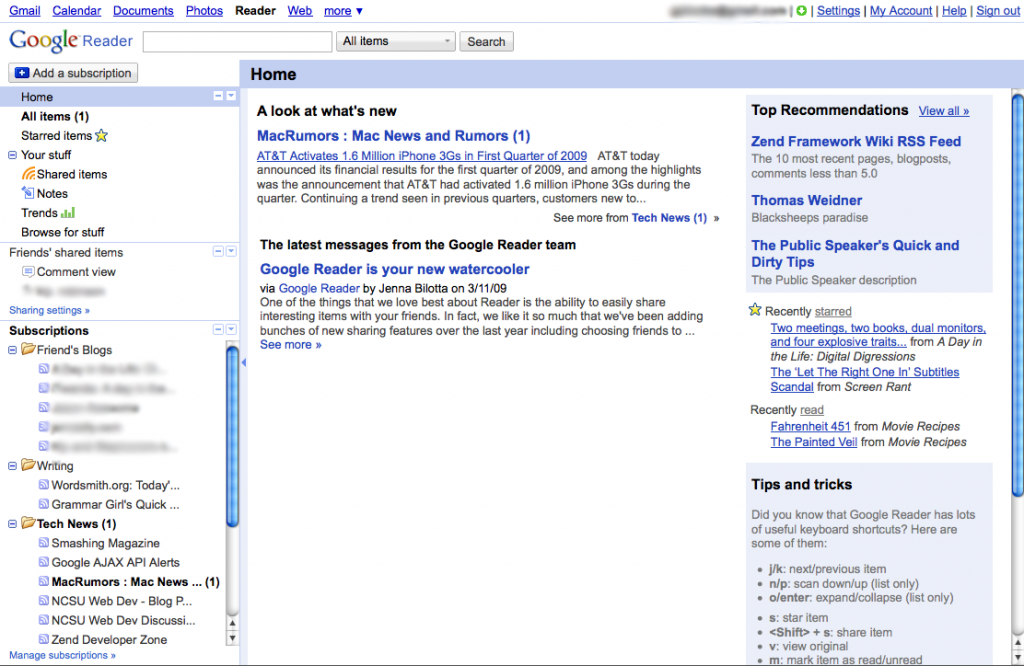 Gmail Calendar Documents Photos Reader Web more ▼
| Settings | My Account | Help | Sign out
Google Reader
All items
Search
Add a subscription
Home
All items (1)
Starred items
Your stuff
Shared items
Notes
Trends
Browse for stuff
Friends' shared items
Comment view
Sharing settings »
Subscriptions
Friend's Blogs
Writing
Wordsmith.org: Today'...
Grammar Girl's Quick ...
Tech News (1)
Smashing Magazine
Google AJAX API Alerts
MacRumors : Mac News ... (1)
NCSU Web Dev - Blog P...
NCSU Web Dev Discussi...
Zend Developer Zone
Manage subscriptions »
Home
A look at what's new
MacRumors : Mac News and Rumors (1)
AT&T Activates 1.6 Million iPhone 3Gs in First Quarter of 2009 AT&T today
announced its financial results for the first quarter of 2009, and among the highlights
was the announcement that AT&T had activated 1.6 million iPhone 3Gs during the
quarter. Continuing a trend seen in previous quarters, customers new to...
See more from Tech News (1) »
The latest messages from the Google Reader team
Google Reader is your new watercooler
via Google Reader by Jenna Bilotta on 3/11/09
One of the things that we love best about Reader is the ability to easily share
interesting items with your friends. In fact, we like it so much that we've been adding
bunches of new sharing features over the last year including choosing friends to ...
See more »
Top Recommendations View all »
Zend Framework Wiki RSS Feed
The 10 most recent pages, blogposts,
comments less than 5.0
Thomas Weidner
Blacksheeps paradise
The Public Speaker's Quick and
Dirty Tips
The Public Speaker description
Recently starred
Two meetings, two books, dual monitors,
and four explosive traits... from A Day in
the Life: Digital Digressions
The 'Let The Right One In' Subtitles
Scandal from Screen Rant
Recently read
Fahrenheit 451 from Movie Recipes
The Painted Veil from Movie Recipes
Tips and tricks
Did you know that Google Reader has lots
of useful keyboard shortcuts? Here are
some of them:
• j/k: next/previous item
• n/p: scan down/up (list only)
• o/enter: expand/collapse (list only)
• s: star item
• <Shift> + s: share item
• v: view original
• m: mark item as read/unread